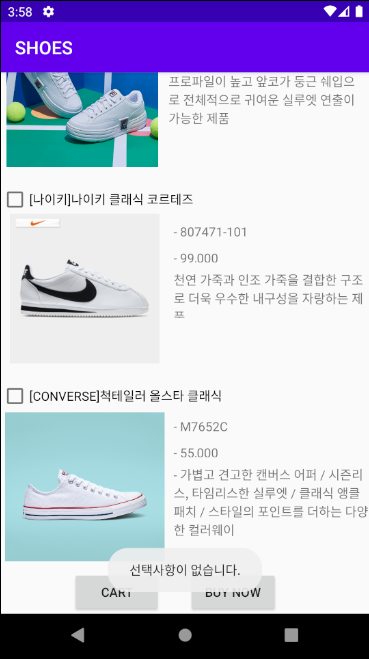 3:58
SHOES
프로파일이 높고 앞코가 둥근 쉐입으
로 전체적으로 귀여운 실루엣 연출이
가능한 제품
[나이키]나이키 클래식 코르테즈
- 807471-101
- 99.000
천연 가죽과 인조 가죽을 결합한 구조
로 더욱 우수한 내구성을 자랑하는 제
품
[CONVERSE]척테일러 올스타 클래식
- M7652C
- 55.000
- 가볍고 견고한 캔버스 어퍼 / 시즌리
스, 타임리스한 실루엣 / 클래식 앵클
패치 / 스타일의 포인트를 더하는 다양
한 컬러웨이
선택사항이 없습니다.
CART
BUY NOW